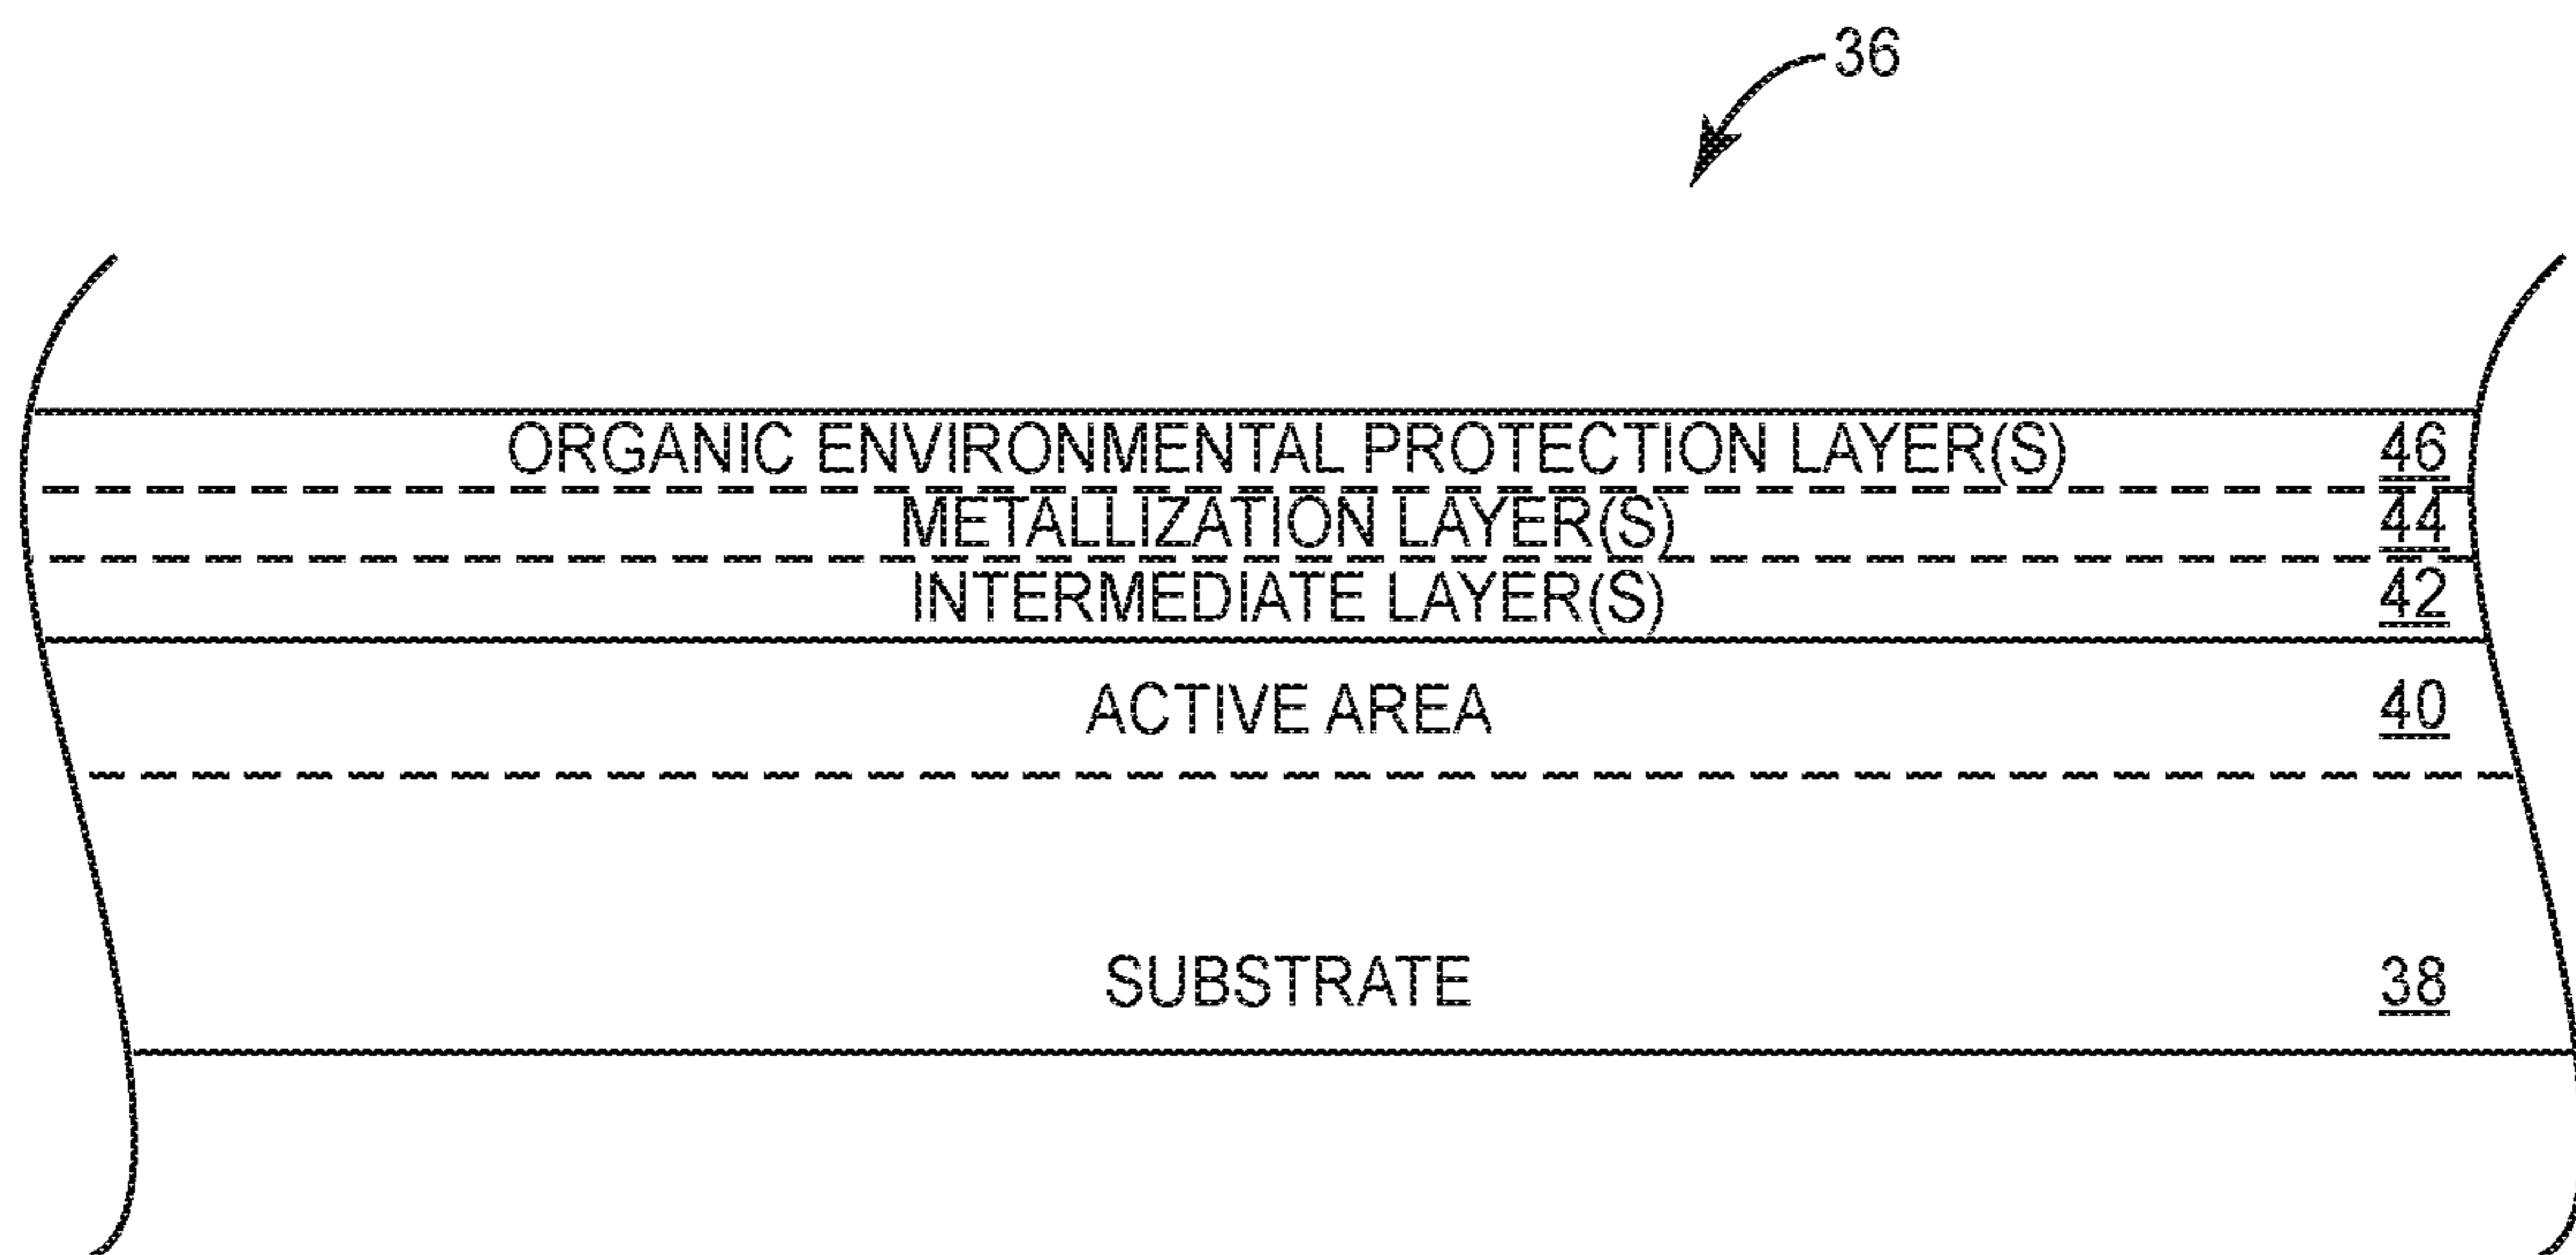 36
ORGANIC ENVIRONMENTAL PROTECTION LAYER(S) 46
METALLIZATION LAYER(S) 44
INTERMEDIATE LAYER(S) 42
ACTIVE AREA 40
SUBSTRATE 38